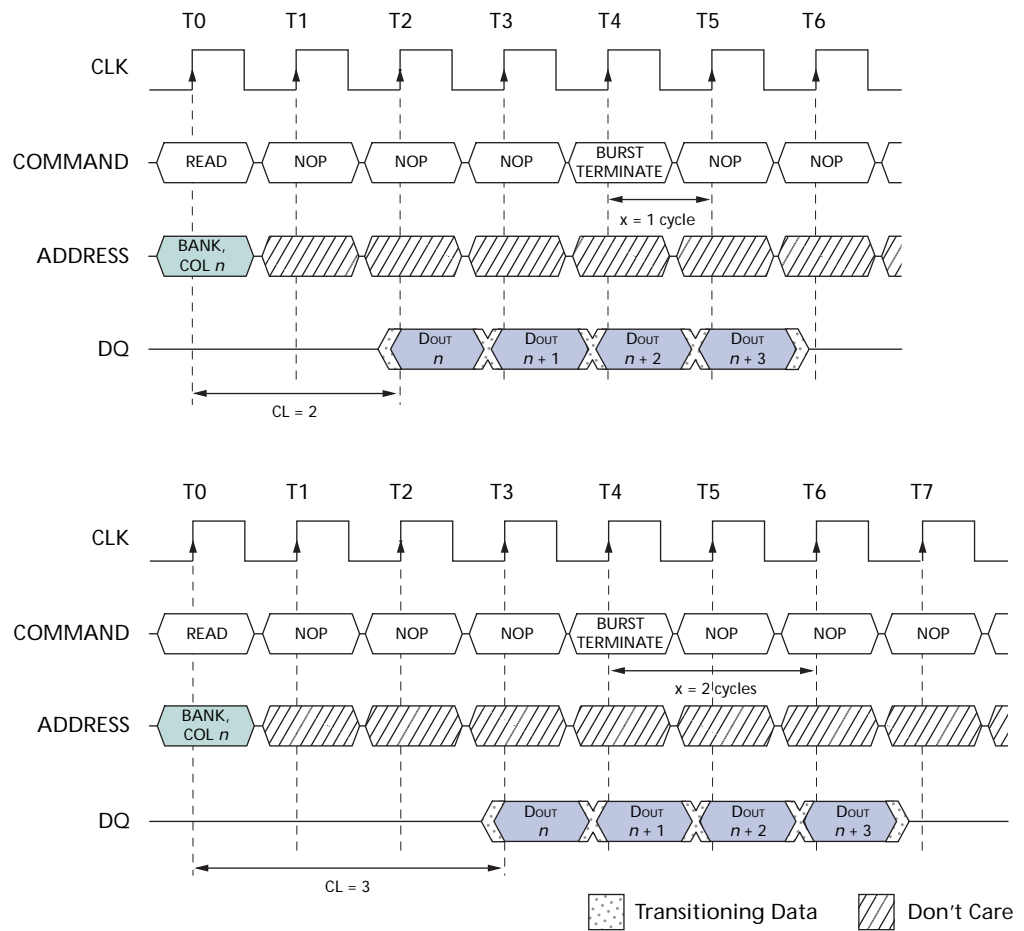 T0 T1 T2 T3 T4 T5 T6
CLK
COMMAND READ NOP NOP NOP BURST TERMINATE NOP NOP
x = 1 cycle
ADDRESS BANK, COL n
DQ DOUT n DOUT n + 1 DOUT n + 2 DOUT n + 3
CL = 2
T0 T1 T2 T3 T4 T5 T6 T7
CLK
COMMAND READ NOP NOP NOP BURST TERMINATE NOP NOP NOP
x = 2 cycles
ADDRESS BANK, COL n
DQ DOUT n DOUT n + 1 DOUT n + 2 DOUT n + 3
CL = 3
Transitioning Data Don't Care